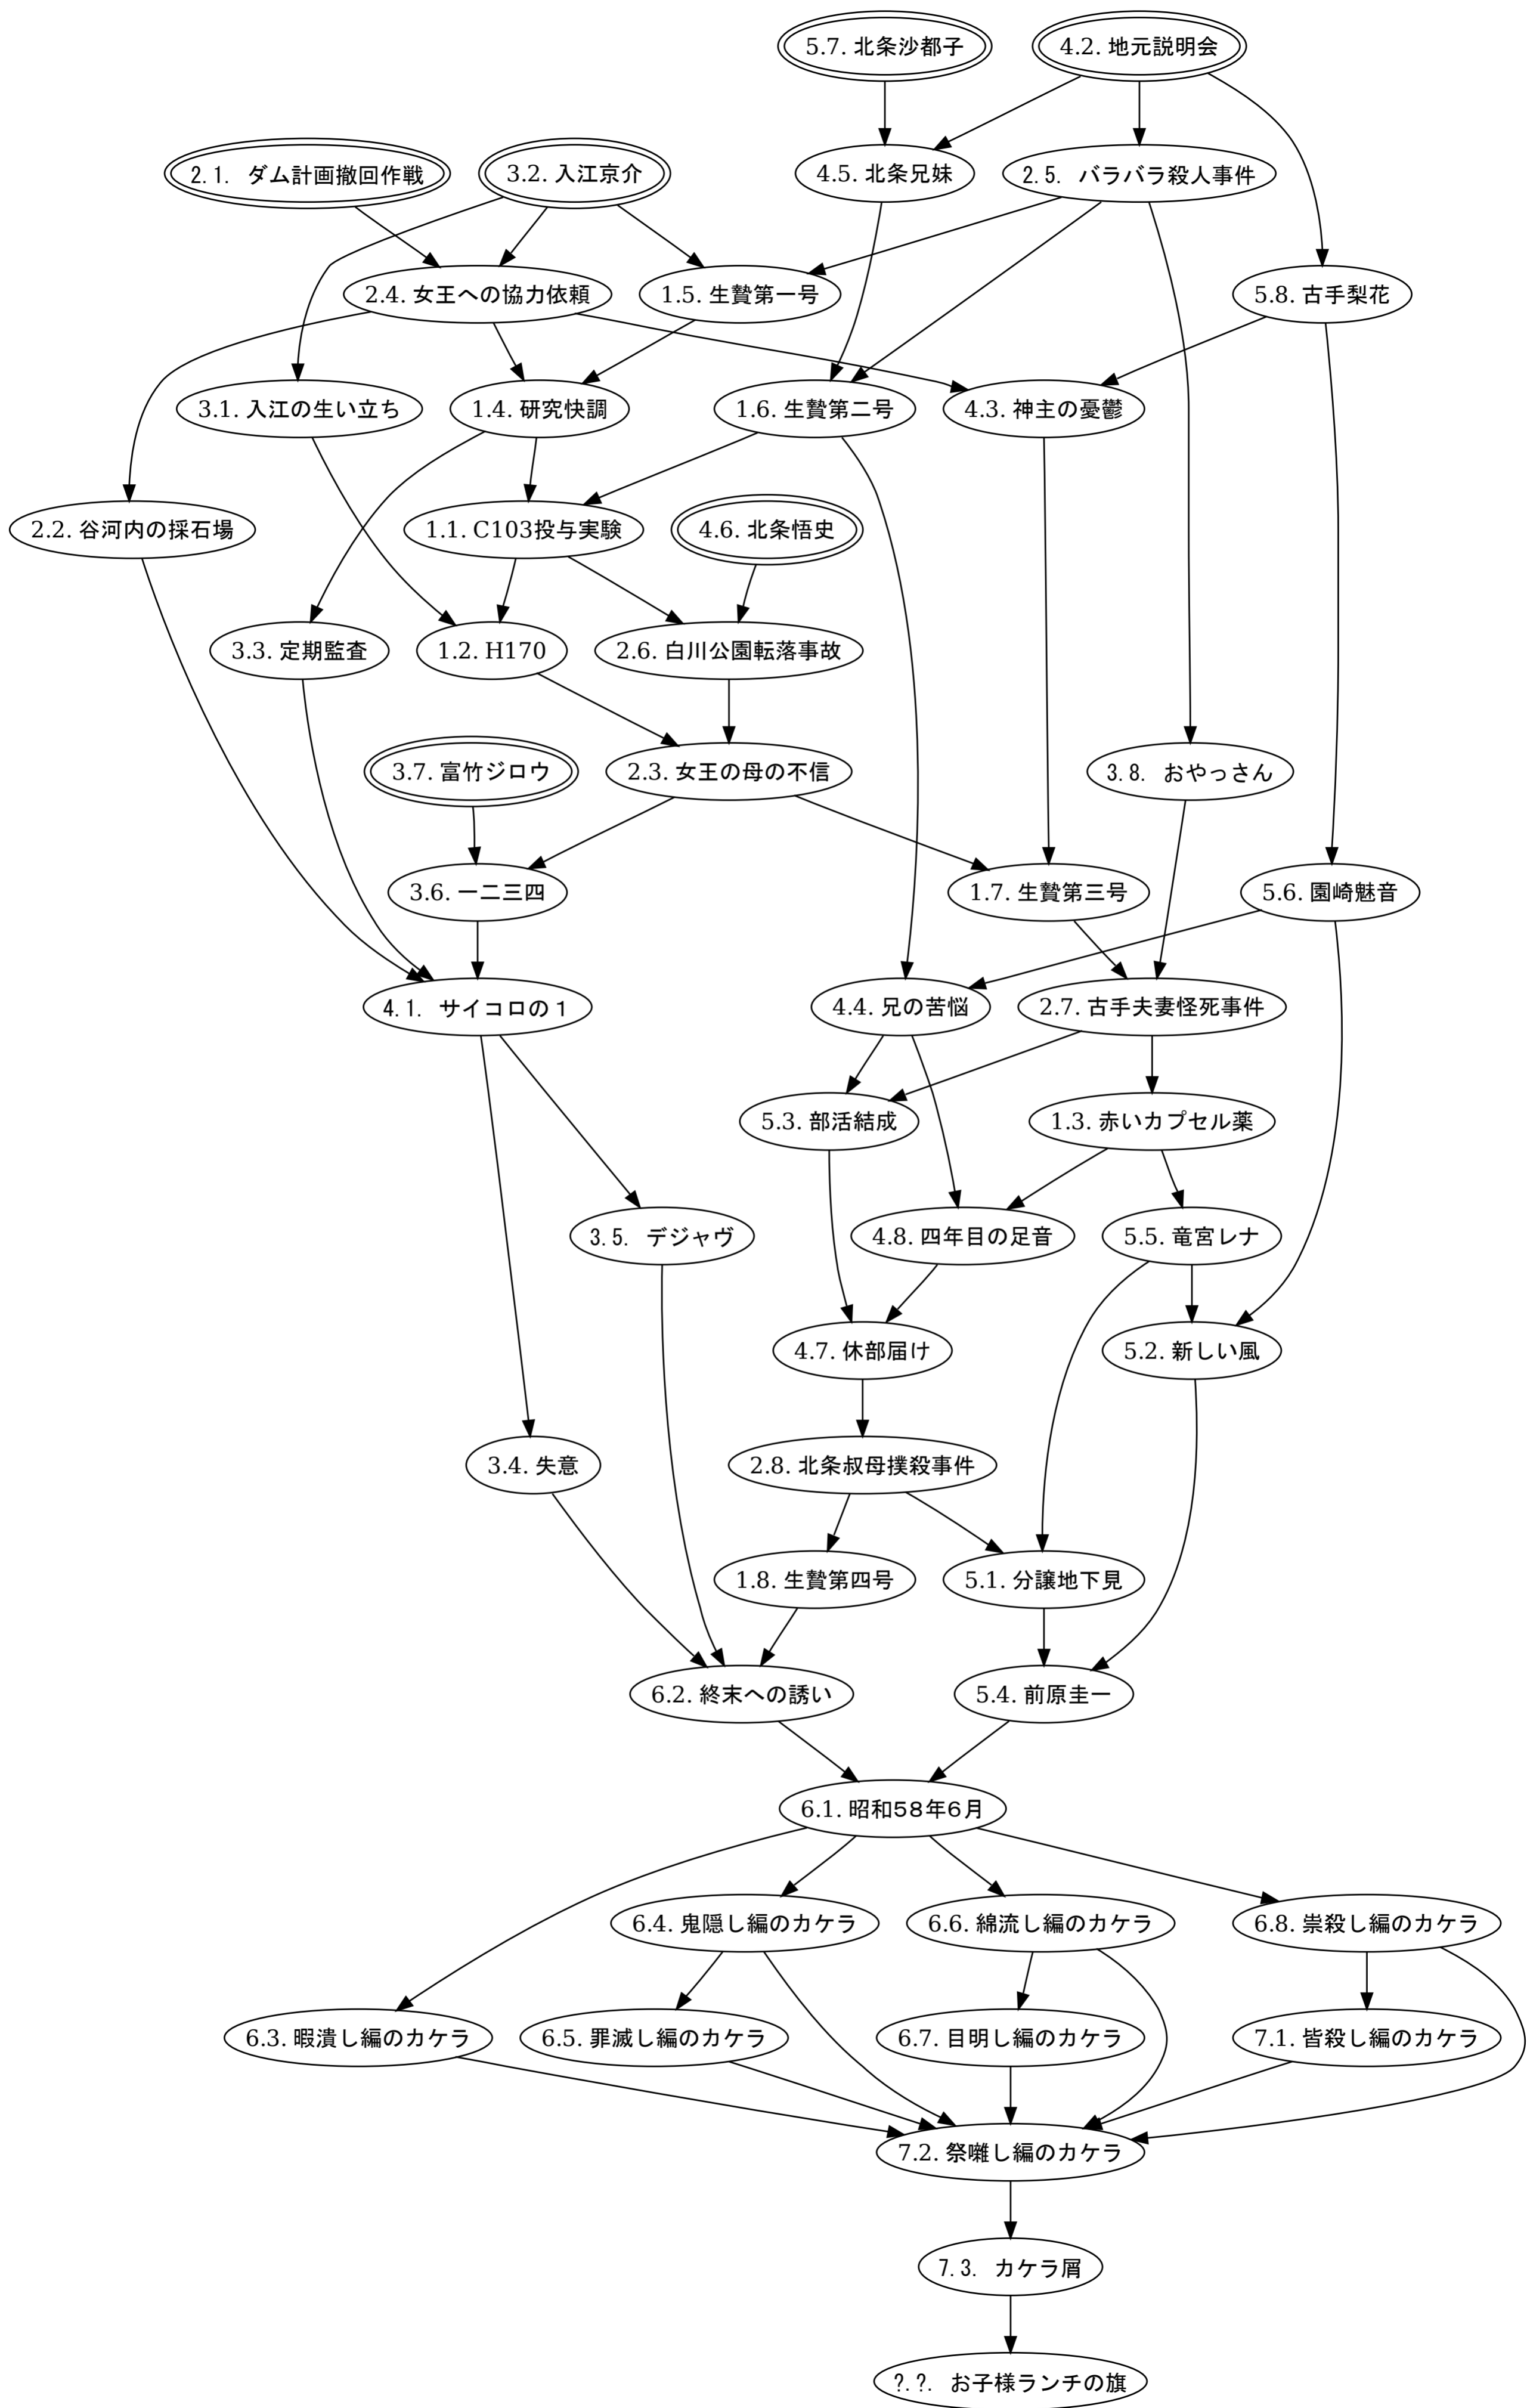 5.7. 北条沙都子
4.2. 地元説明会
2.1. ダム計画撤回作戦
3.2. 入江京介
4.5. 北条兄妹
2.5. バラバラ殺人事件
2.4. 女王への協力依頼
1.5. 生贄第一号
5.8. 古手梨花
3.1. 入江の生い立ち
1.4. 研究快調
1.6. 生贄第二号
4.3. 神主の憂鬱
2.2. 谷河内の採石場
1.1. C103投与実験
4.6. 北条悟史
3.3. 定期監査
1.2. H170
2.6. 白川公園転落事故
3.7. 富竹ジロウ
2.3. 女王の母の不信
3.8. おやっさん
3.6. 一二三四
1.7. 生贄第三号
5.6. 園崎魅音
4.1. サイコロの１
4.4. 兄の苦悩
2.7. 古手夫妻怪死事件
5.3. 部活結成
1.3. 赤いカプセル薬
3.5. デジャヴ
4.8. 四年目の足音
5.5. 竜宮レナ
4.7. 休部届け
5.2. 新しい風
3.4. 失意
2.8. 北条叔母撲殺事件
1.8. 生贄第四号
5.1. 分譲地下見
6.2. 終末への誘い
5.4. 前原圭一
6.1. 昭和５８年６月
6.4. 鬼隠し編のカケラ
6.6. 綿流し編のカケラ
6.8. 祟殺し編のカケラ
6.3. 暇潰し編のカケラ
6.5. 罪滅し編のカケラ
6.7. 目明し編のカケラ
7.1. 皆殺し編のカケラ
7.2. 祭囃し編のカケラ
7.3. カケラ屑
?.?. お子様ランチの旗